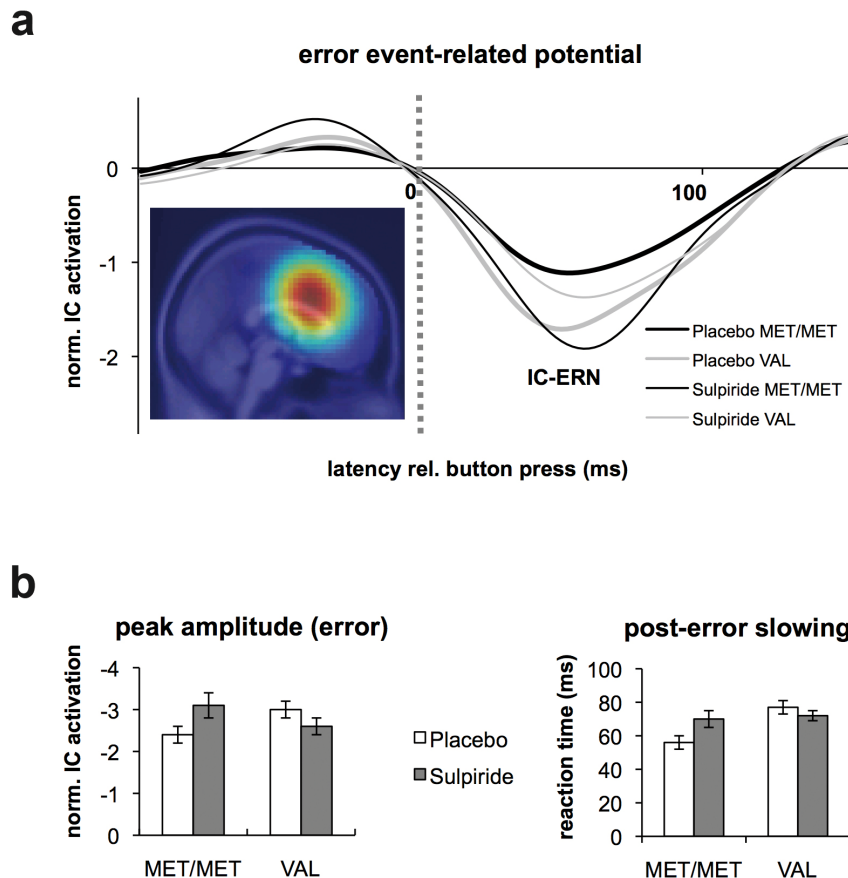 a
error event-related potential
norm. IC activation
0
-1
-2
0
100
IC-ERN
Placebo MET/MET
Placebo VAL
Sulpiride MET/MET
Sulpiride VAL
latency rel. button press (ms)
b
peak amplitude (error)
norm. IC activation
-4
-3
-2
-1
0
MET/MET
VAL
Placebo
Sulpiride
post-error slowing
reaction time (ms)
100
80
60
40
20
0
MET/MET
VAL